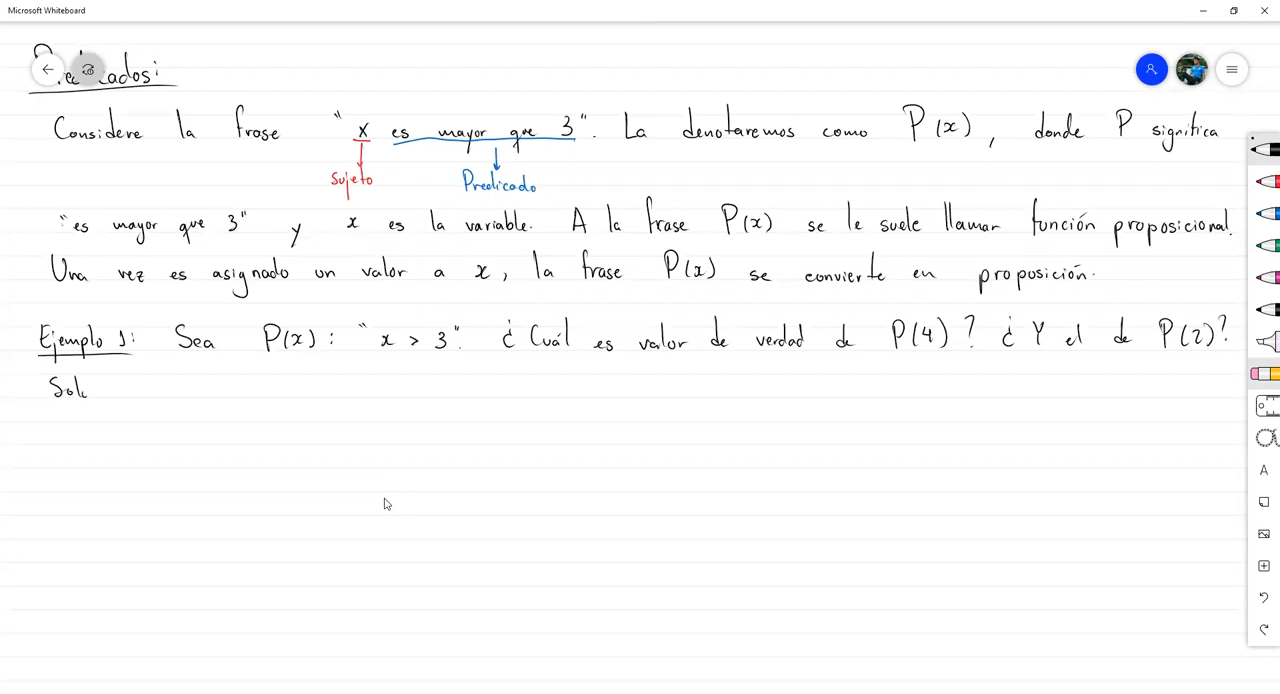 Microsoft Whiteboard
Considere la frase " x es mayor que 3". La denotaremos como P(x), donde P significa
Sujeto Predicado
"es mayor que 3" y x es la variable. A la frase P(x) se le suele llamar función proposicional.
Una vez es asignado un valor a x, la frase P(x) se convierte en proposición.
Ejemplo 1: Sea P(x): "x > 3". ¿Cuál es valor de verdad de P(4)? ¿Y el de P(2)?
Sol
A